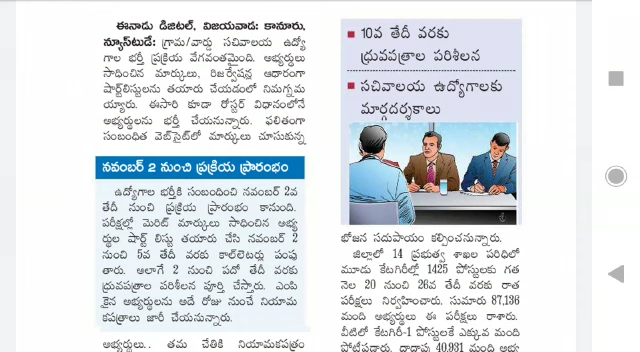 ఈనాడు డిజిటల్, విజయవాడ: కానూరు,
న్యూస్‌టుడే: గ్రామ/వార్డు సచివాలయ ఉద్యో
గాల భర్తీ ప్రక్రియ వేగవంతమైంది. అభ్యర్థులు
సాధించిన మార్కులు, రిజర్వేషన్ల ఆధారంగా
షార్ట్‌లిస్టులను తయారు చేయడంలో నిమగ్నమ
య్యారు. ఈసారి కూడా రోస్టర్ విధానంలోనే
అభ్యర్థులను భర్తీ చేయనున్నారు. ఫలితంగా
సంబంధిత వెబ్‌సైట్‌లో మార్కులు చూసుకున్న
నవంబర్ 2 నుంచి ప్రక్రియ ప్రారంభం
ఉద్యోగాల భర్తీకి సంబంధించి నవంబర్ 2వ
తేదీ నుంచి ప్రక్రియ ప్రారంభం కానుంది.
పరీక్షల్లో మెరిట్ మార్కులు సాధించిన అభ్య
ర్థుల షార్ట్ లిస్టు తయారు చేసి నవంబర్ 2
నుంచి 5వ తేదీ వరకు కాల్‌లెటర్లు పంపు
తారు. అలాగే 2 నుంచి పదో తేదీ వరకు
ధ్రువపత్రాల పరిశీలన పూర్తి చేస్తారు. ఎంపి
కైన అభ్యర్థులను అదే రోజు నుంచే నియామ
కపత్రాలు జారీ చేయనున్నారు.
అభ్యర్థులు.. తమ చేతికి నియామకపత్రం
■ 10వ తేదీ వరకు
ధ్రువపత్రాల పరిశీలన
■ సచివాలయ ఉద్యోగాలకు
మార్గదర్శకాలు
భోజన సదుపాయం కల్పించనున్నారు.
జిల్లాలో 14 ప్రభుత్వ శాఖల పరిధిలో
మూడు కేటగిరీల్లో 1425 పోస్టులకు గత
నెల 20 నుంచి 26వ తేదీ వరకు రాత
పరీక్షలు నిర్వహించారు. సుమారు 87,136
మంది అభ్యర్థులు ఈ పరీక్షలు రాశారు.
వీటిలో కేటగిరీ-1 పోస్టులకే ఎక్కువ మంది
పోటీపడ్డారు. దాదాపు 40,931 మంది అభ్య